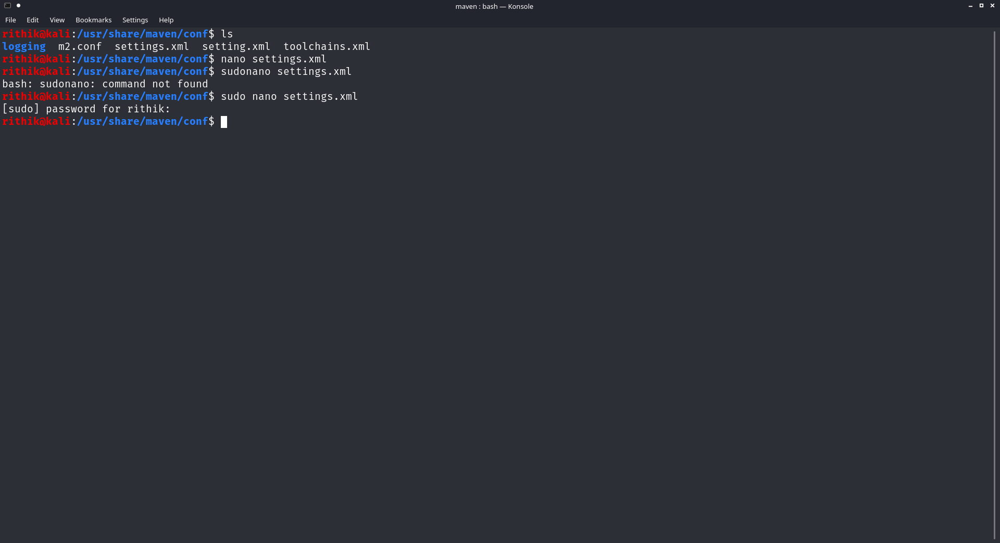 maven : bash — Konsole
File Edit View Bookmarks Settings Help
rithik@kali:/usr/share/maven/conf$ ls
logging  m2.conf  settings.xml  setting.xml  toolchains.xml
rithik@kali:/usr/share/maven/conf$ nano settings.xml
rithik@kali:/usr/share/maven/conf$ sudonano settings.xml
bash: sudonano: command not found
rithik@kali:/usr/share/maven/conf$ sudo nano settings.xml
[sudo] password for rithik:
rithik@kali:/usr/share/maven/conf$